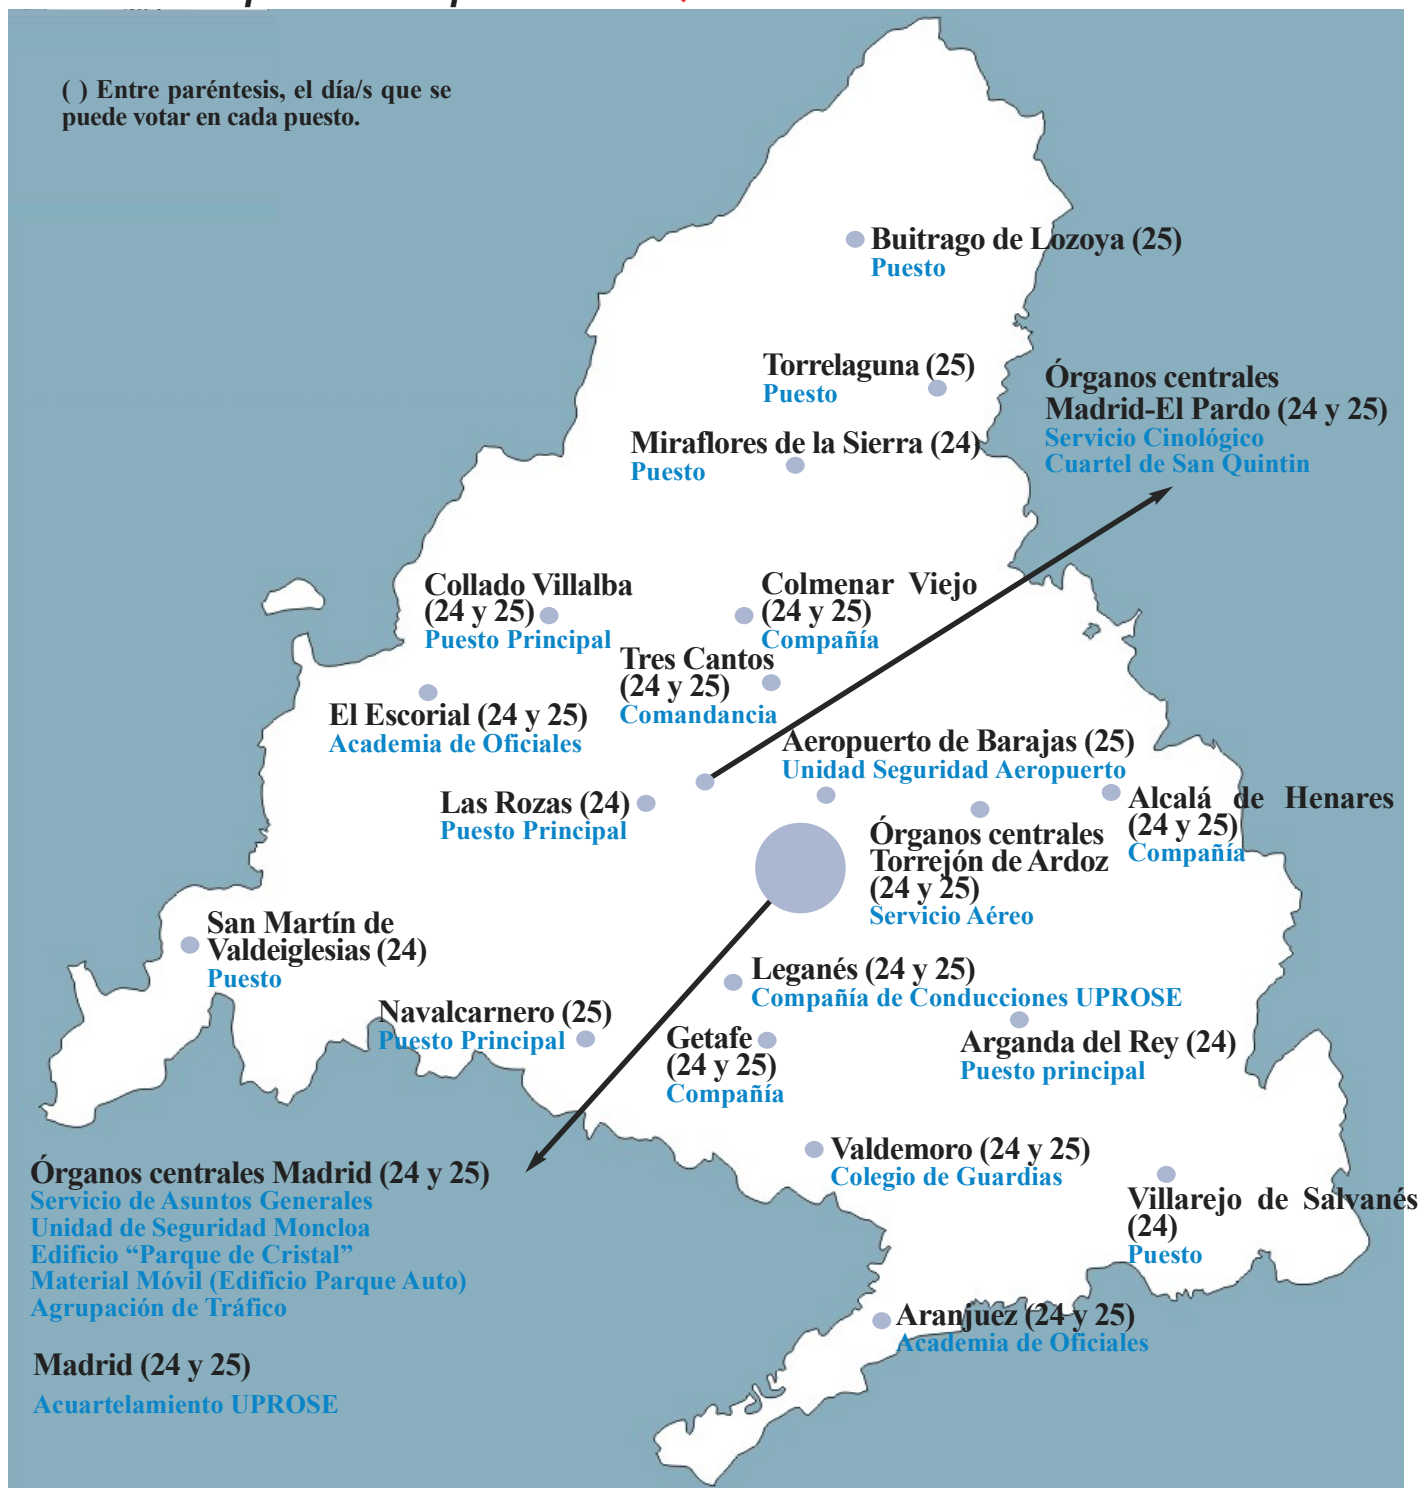 ( ) Entre paréntesis, el día/s que se
puede votar en cada puesto.
Buitrago de Lozoya (25)
Puesto
Torrelaguna (25)
Puesto
Órganos centrales
Madrid-El Pardo (24 y 25)
Servicio Cinológico
Cuartel de San Quintin
Miraflores de la Sierra (24)
Puesto
Collado Villalba
(24 y 25)
Puesto Principal
Colmenar Viejo
(24 y 25)
Compañía
Tres Cantos
(24 y 25)
Comandancia
El Escorial (24 y 25)
Academia de Oficiales
Aeropuerto de Barajas (25)
Unidad Seguridad Aeropuerto
Las Rozas (24)
Puesto Principal
Alcalá de Henares
(24 y 25)
Compañía
Órganos centrales
Torrejón de Ardoz
(24 y 25)
Servicio Aéreo
San Martín de
Valdeiglesias (24)
Puesto
Leganés (24 y 25)
Compañía de Conducciones UPROSE
Navalcarnero (25)
Puesto Principal
Getafe
(24 y 25)
Compañía
Arganda del Rey (24)
Puesto principal
Valdemoro (24 y 25)
Colegio de Guardias
Órganos centrales Madrid (24 y 25)
Servicio de Asuntos Generales
Unidad de Seguridad Moncloa
Edificio “Parque de Cristal”
Material Móvil (Edificio Parque Auto)
Agrupación de Tráfico
Villarejo de Salvanés
(24)
Puesto
Aranjuez (24 y 25)
Academia de Oficiales
Madrid (24 y 25)
Acuartelamiento UPROSE